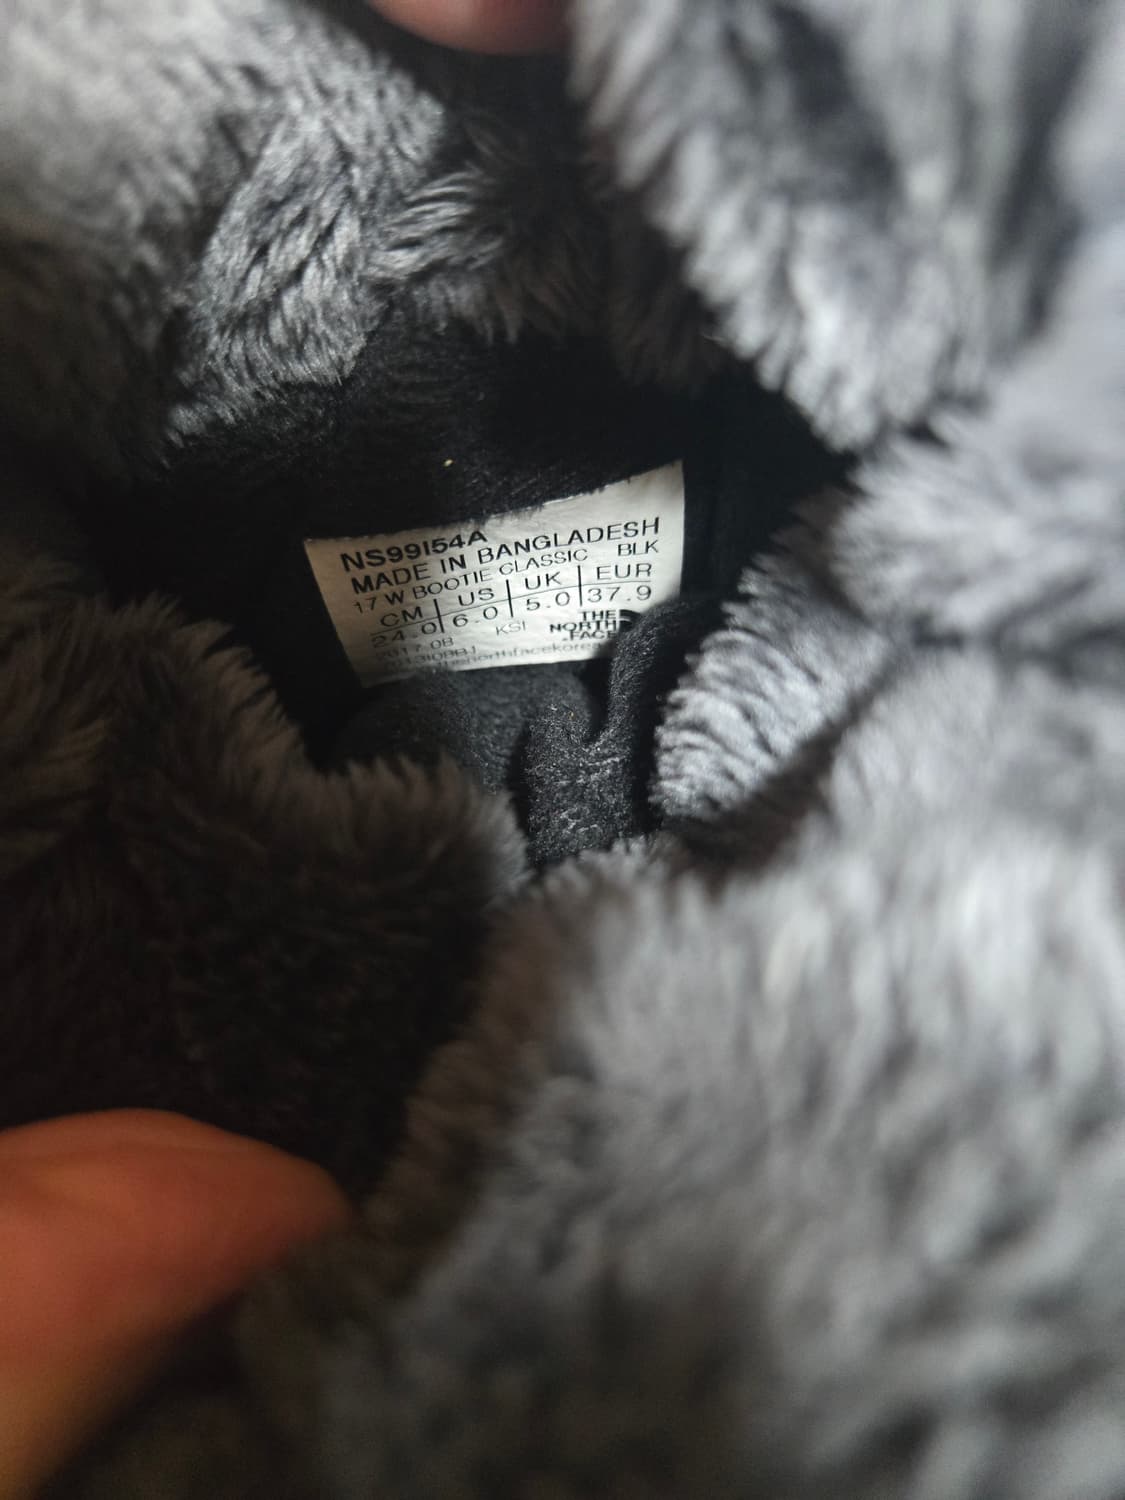 NS99I54A
MADE IN BANGLADESH
17 W BOOTIE CLASSIC BLK
CM US UK EUR
24.0 6.0 5.0 37.9
2017.08 KSI
THE
NORTH
FACE